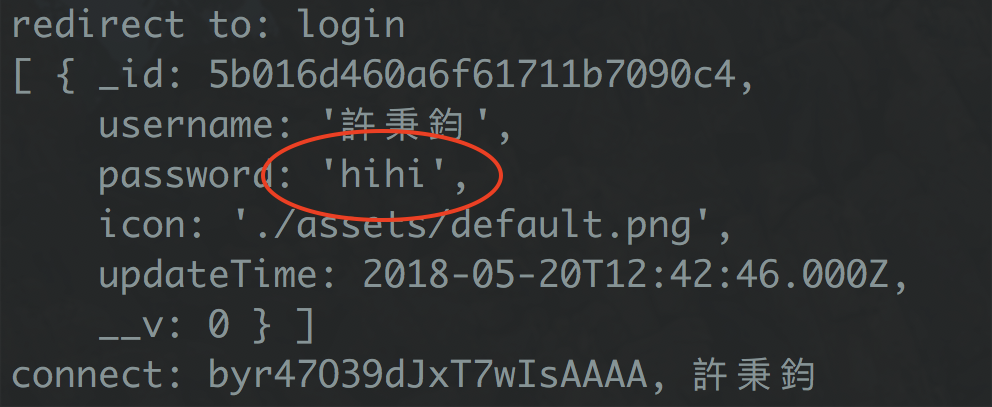 redirect to: login
[ { _id: 5b016d460a6f61711b7090c4,
username: '許秉鈞',
password: 'hihi',
icon: './assets/default.png',
updateTime: 2018-05-20T12:42:46.000Z,
__v: 0 } ]
connect: byr47O39dJxT7wIsAAAA, 許秉鈞